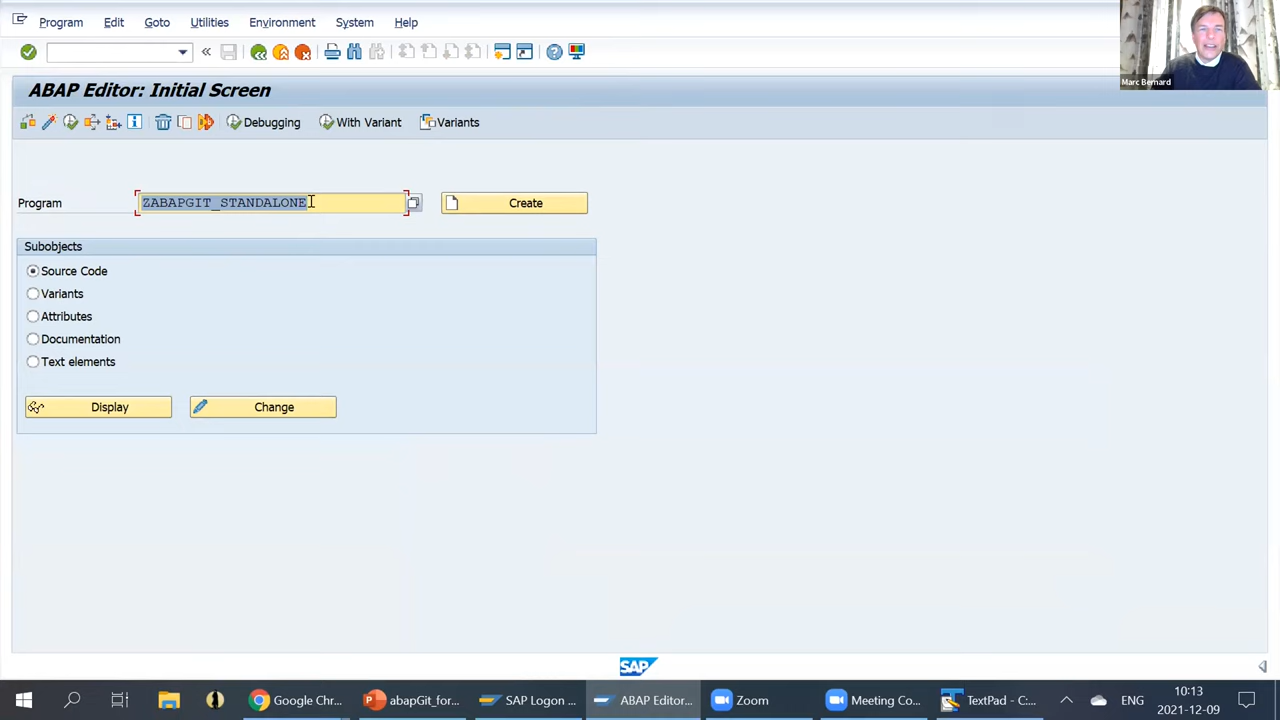 Program Edit Goto Utilities Environment System Help
Marc Bernard
ABAP Editor: Initial Screen
Debugging With Variant Variants
Program ZABAPGIT_STANDALONE Create
Subobjects
Source Code
Variants
Attributes
Documentation
Text elements
Display Change
SAP
Google Chr... abapGit_for... SAP Logon ... ABAP Editor... Zoom Meeting Co... TextPad - C:... ENG 10:13
2021-12-09